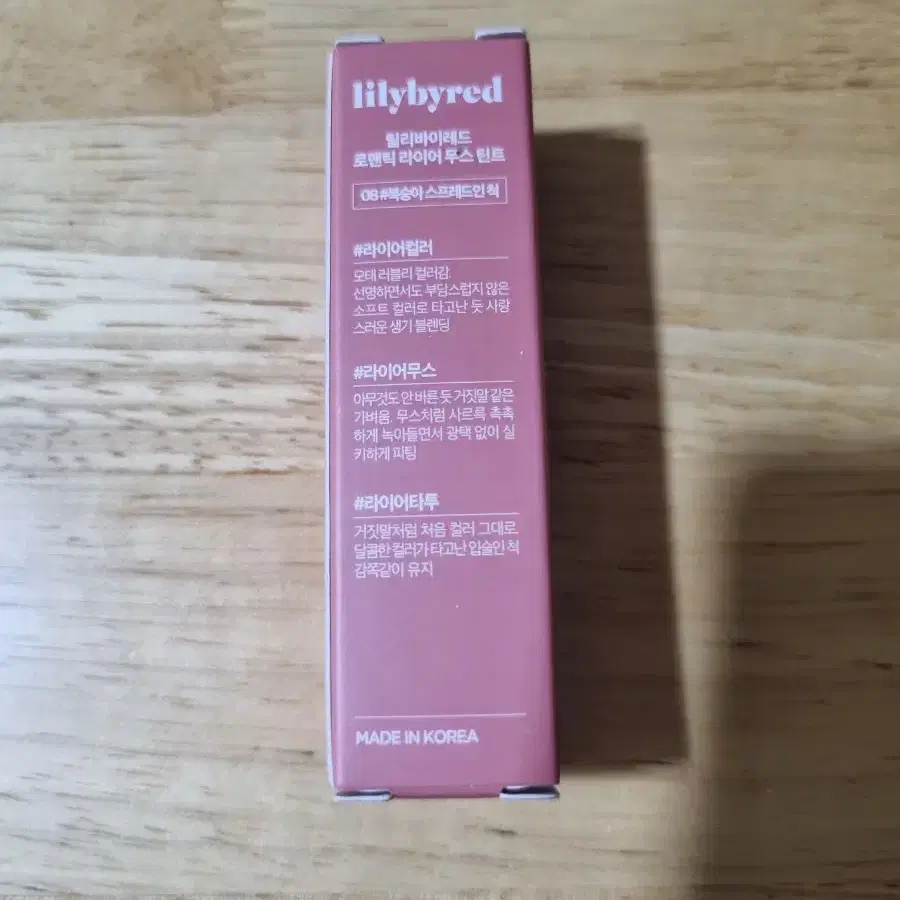 lilybyred
릴리바이레드
로맨틱 라이어 무스 틴트
08 #복숭아 스프레드인 척
#라이어컬러
모태 러블리 컬러감.
선명하면서도 부담스럽지 않은
소프트 컬러로 타고난 듯 사랑
스러운 생기 블렌딩
#라이어무스
아무것도 안 바른 듯 거짓말 같은
가벼움. 무스처럼 사르륵 촉촉
하게 녹아들면서 광택 없이 실
키하게 피팅
#라이어타투
거짓말처럼 처음 컬러 그대로.
달콤한 컬러가 타고난 입술인 척
감쪽같이 유지
MADE IN KOREA